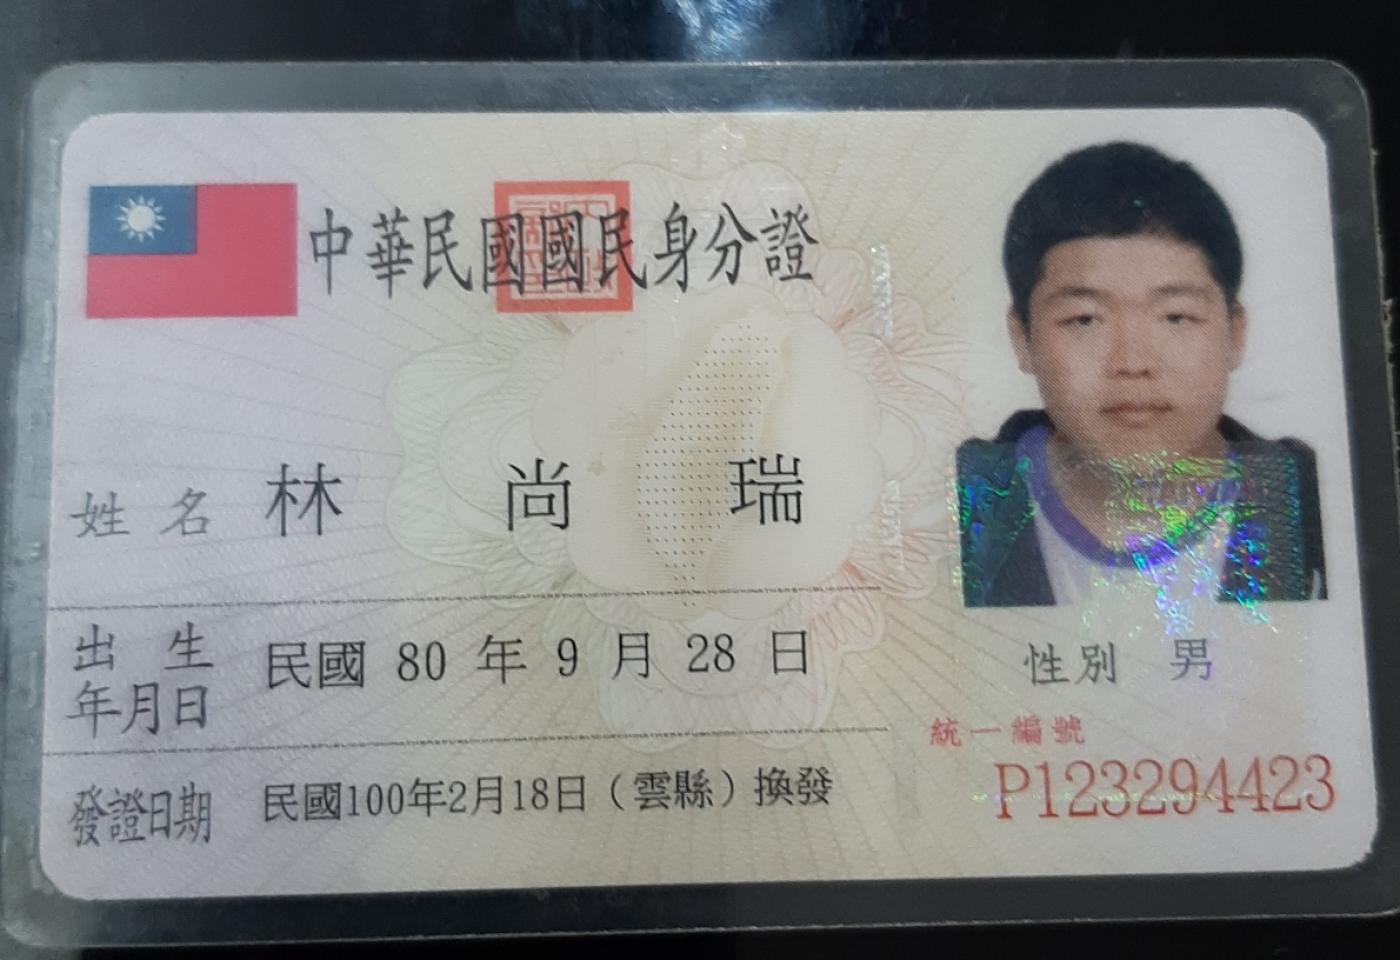 中華民國國民身分證
姓名 林尚瑞
出生年月日 民國 80 年 9 月 28 日
性別 男
統一編號
P123294423
發證日期 民國100年2月18日（雲縣）換發